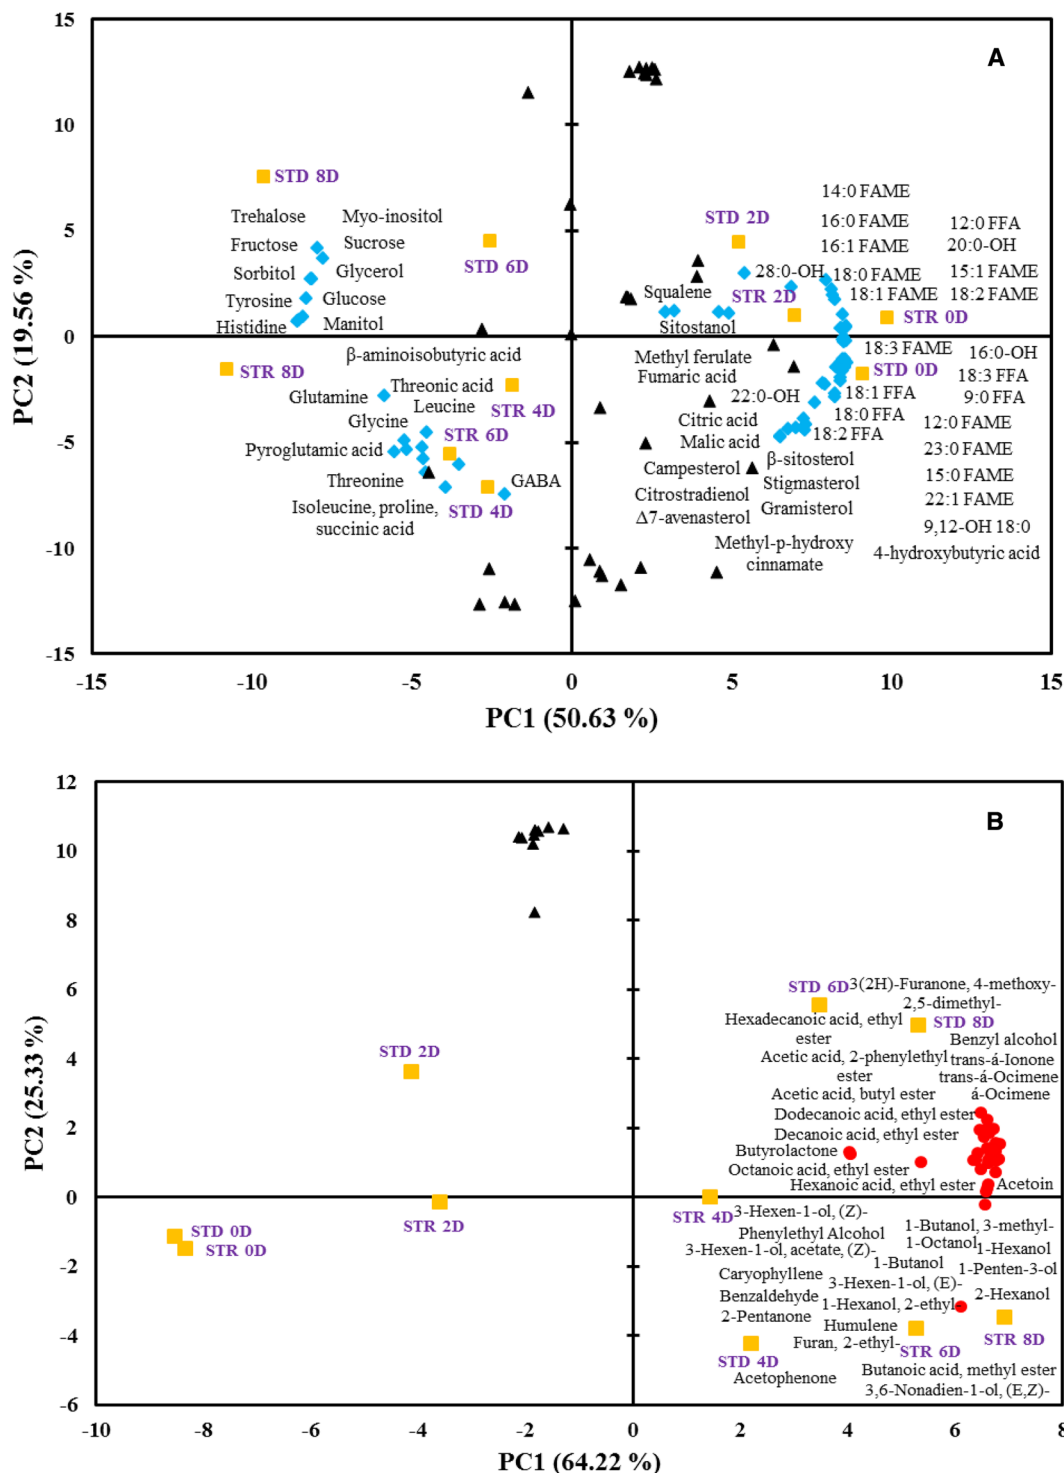 15
A
10
14:0 FAME
STD 8D
Trehalose Myo-inositol
STD 2D
16:0 FAME
12:0 FFA
5
Fructose Sucrose
16:1 FAME
20:0-OH
STD 6D
Sorbitol Glycerol
28:0-OH 18:0 FAME
15:1 FAME
Squalene
STR 2D
Tyrosine Glucose
18:1 FAME 18:2 FAME
Histidine Manitol
Sitostanol
STR 0D
0
β-aminoisobutyric acid
Methyl ferulate
18:3 FAME 16:0-OH
STR 8D
STD 0D
Fumaric acid
18:3 FFA
Glutamine Threonic acid
22:0-OH
18:1 FFA 9:0 FFA
Leucine
STR 4D
Glycine
Citric acid
18:0 FFA
12:0 FAME
STR 6D
Malic acid
18:2 FFA
-5
Pyroglutamic acid
23:0 FAME
β-sitosterol
Campesterol
15:0 FAME
Threonine
GABA
Stigmasterol
Citrostradienol
22:1 FAME
Isoleucine, proline,
succinic acid
STD 4D
Gramisterol
Δ7-avenasterol
9,12-OH 18:0
Methyl-p-hydroxy
cinnamate
4-hydroxybutyric acid
-10
-15
-15 -10 -5 0 5 10 15
PC1 (50.63 %)
PC2 (19.56 %)
12
B
10
8
6
STD 6D
3(2H)-Furanone, 4-methoxy-
2,5-dimethyl-
Hexadecanoic acid, ethyl
ester
STD 8D
Benzyl alcohol
STD 2D
4
Acetic acid, 2-phenylethyl
ester
trans-á-Ionone
trans-á-Ocimene
Acetic acid, butyl ester
á-Ocimene
Dodecanoic acid, ethyl ester
2
Decanoic acid, ethyl ester
Butyrolactone
Octanoic acid, ethyl ester
Hexanoic acid, ethyl ester
Acetoin
0
STR 2D
STR 4D
3-Hexen-1-ol, (Z)-
STD 0D
Phenylethyl Alcohol
1-Butanol, 3-methyl-
STR 0D
3-Hexen-1-ol, acetate, (Z)-
1-Octanol
1-Hexanol
1-Butanol
1-Penten-3-ol
-2
Caryophyllene
3-Hexen-1-ol, (E)-
Benzaldehyde
2-Hexanol
1-Hexanol, 2-ethyl-
2-Pentanone
Humulene
STR 8D
-4
Furan, 2-ethyl-
STR 6D
STD 4D
Acetophenone
Butanoic acid, methyl ester
3,6-Nonadien-1-ol, (E,Z)-
-6
-10 -8 -6 -4 -2 0 2 4 6 8
PC1 (64.22 %)
PC2 (25.33 %)